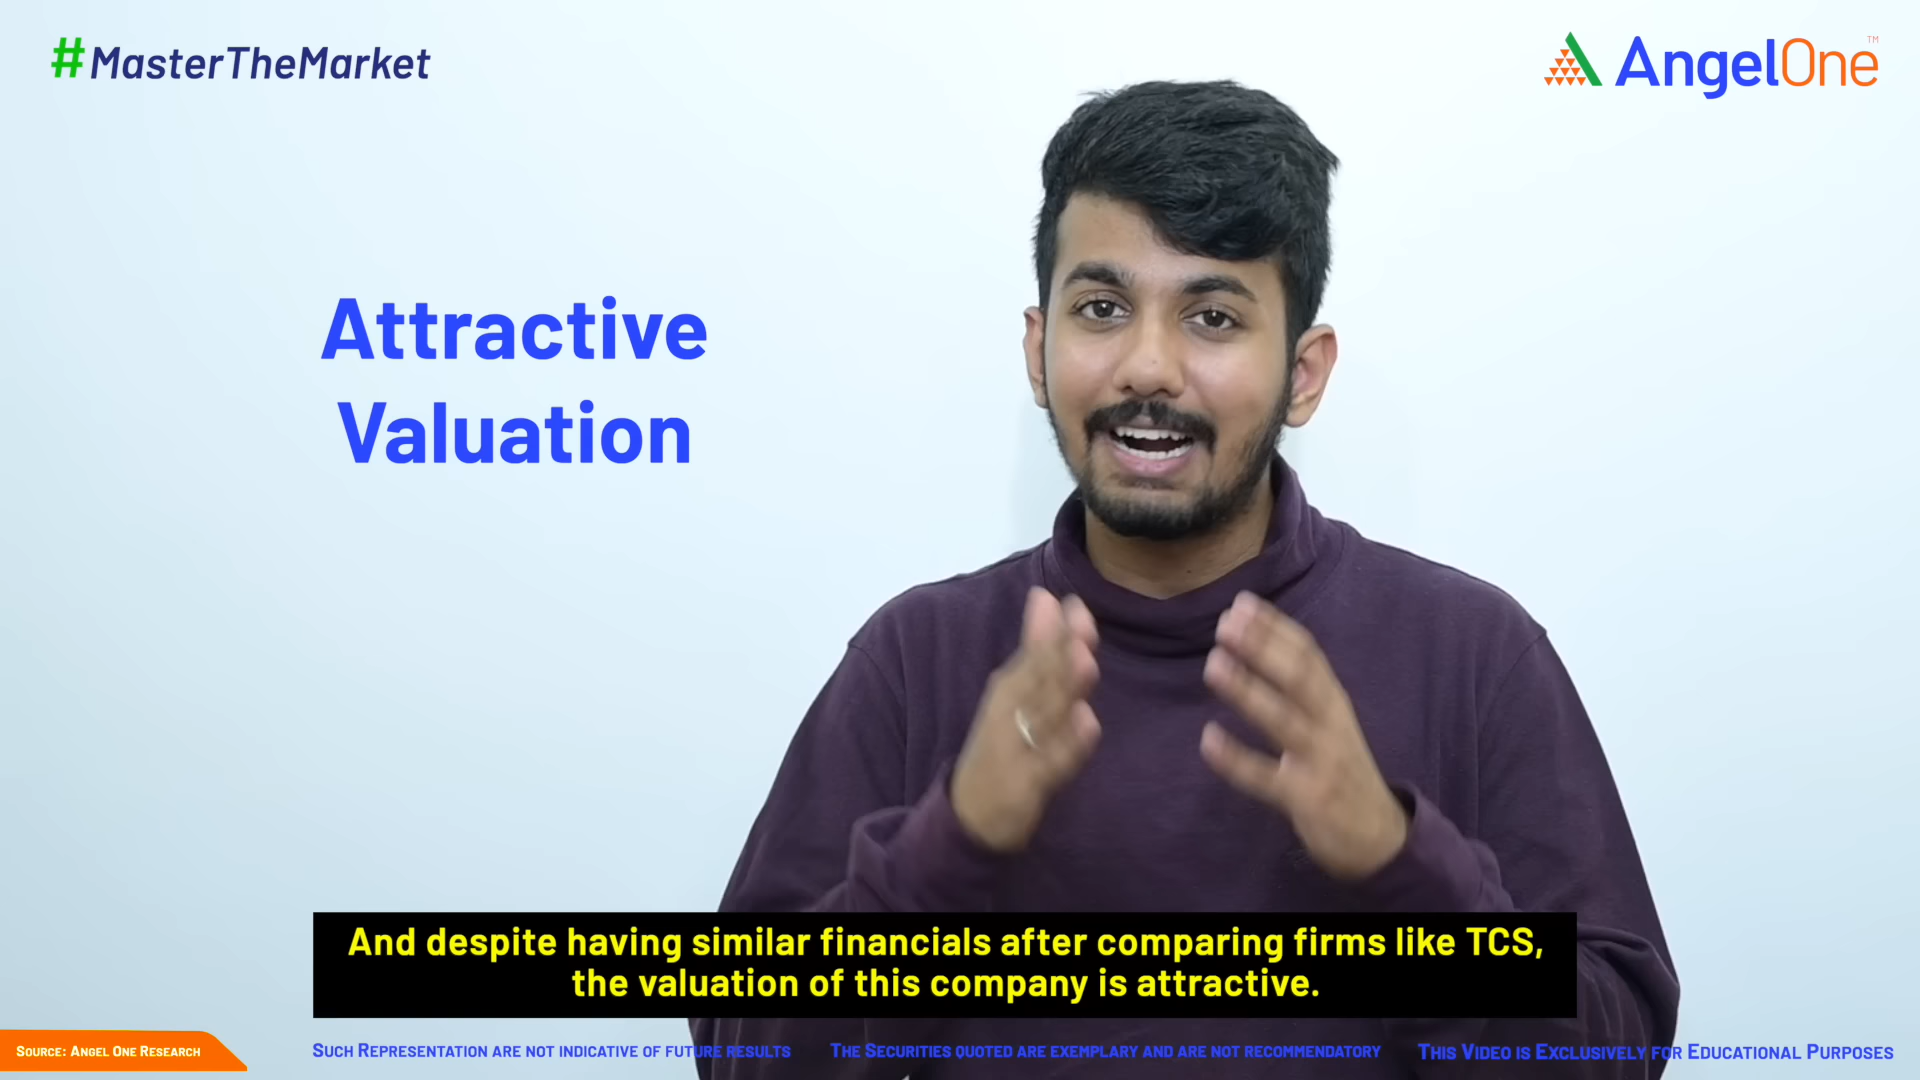 #MasterTheMarket
AngelOne™
Attractive
Valuation
And despite having similar financials after comparing firms like TCS,
the valuation of this company is attractive.
SOURCE: ANGEL ONE RESEARCH
SUCH REPRESENTATION ARE NOT INDICATIVE OF FUTURE RESULTS
THE SECURITIES QUOTED ARE EXEMPLARY AND ARE NOT RECOMMENDATORY
THIS VIDEO IS EXCLUSIVELY FOR EDUCATIONAL PURPOSES